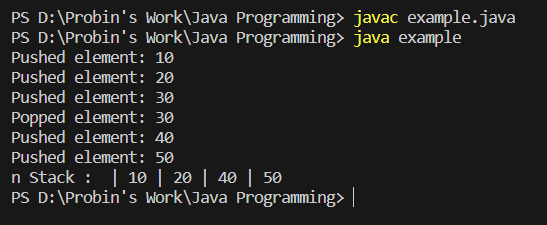 PS D:\Probin's Work\Java Programming> javac example.java
PS D:\Probin's Work\Java Programming> java example
Pushed element: 10
Pushed element: 20
Pushed element: 30
Popped element: 30
Pushed element: 40
Pushed element: 50
n Stack :  | 10 | 20 | 40 | 50
PS D:\Probin's Work\Java Programming>